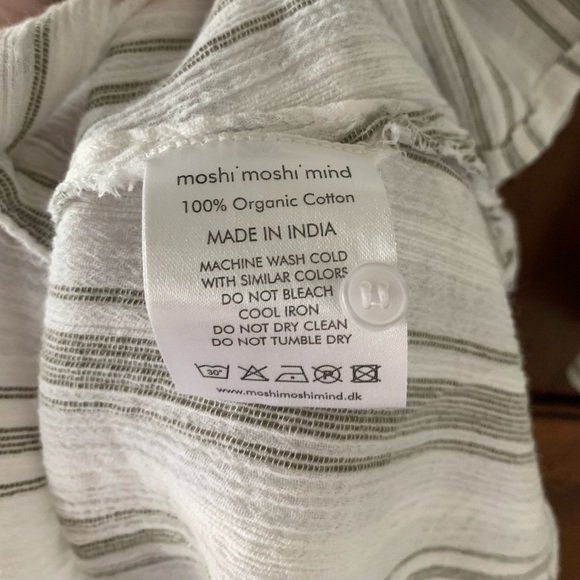 moshi moshi mind
100% Organic Cotton
MADE IN INDIA
MACHINE WASH COLD
WITH SIMILAR COLORS
DO NOT BLEACH
COOL IRON
DO NOT DRY CLEAN
DO NOT TUMBLE DRY
30°
www.moshimoshimind.dk